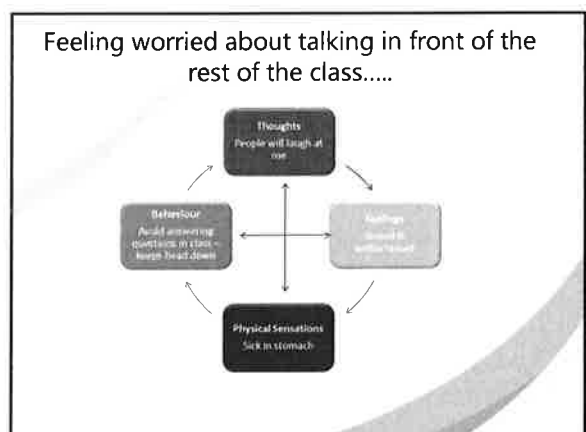 Feeling worried about talking in front of the
rest of the class.....
Thoughts
People will laugh at
me
Behaviour
Avoid answering
questions in class –
keeps head down
Feelings
Physical Sensations
Sick in stomach